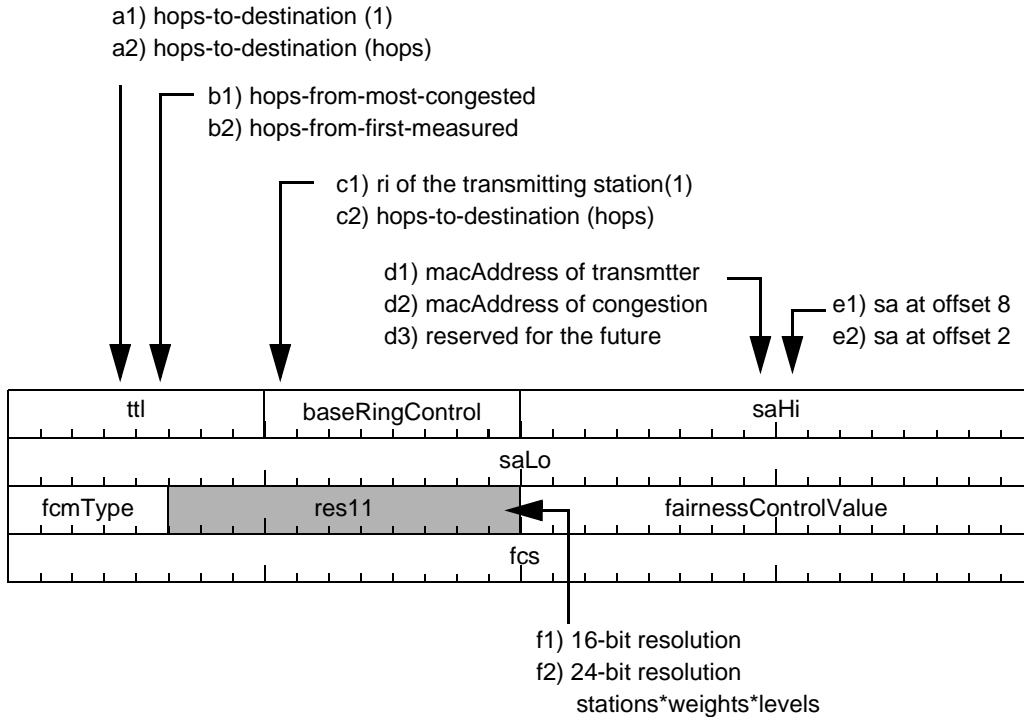 a1) hops-to-destination (1)
a2) hops-to-destination (hops)
b1) hops-from-most-congested
b2) hops-from-first-measured
c1) ri of the transmitting station(1)
c2) hops-to-destination (hops)
d1) macAddress of transmtter
d2) macAddress of congestion
d3) reserved for the future
e1) sa at offset 8
e2) sa at offset 2
ttl baseRingControl saHi
saLo
fcmType res11 fairnessControlValue
fcs
f1) 16-bit resolution
f2) 24-bit resolution
stations*weights*levels